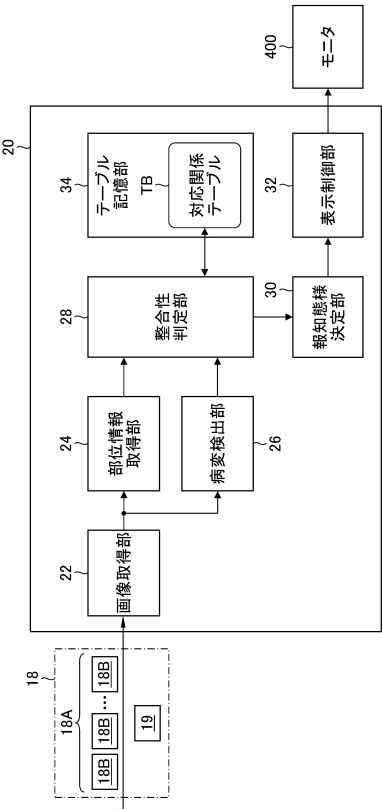 18
18A
18B
18B
…
18B
19
20
22
画像取得部
24
部位情報
取得部
病変検出部
26
28
整合性
判定部
34
テーブル
記憶部
TB
対応関係
テーブル
30
報知態様
決定部
32
表示制御部
400
モニタ